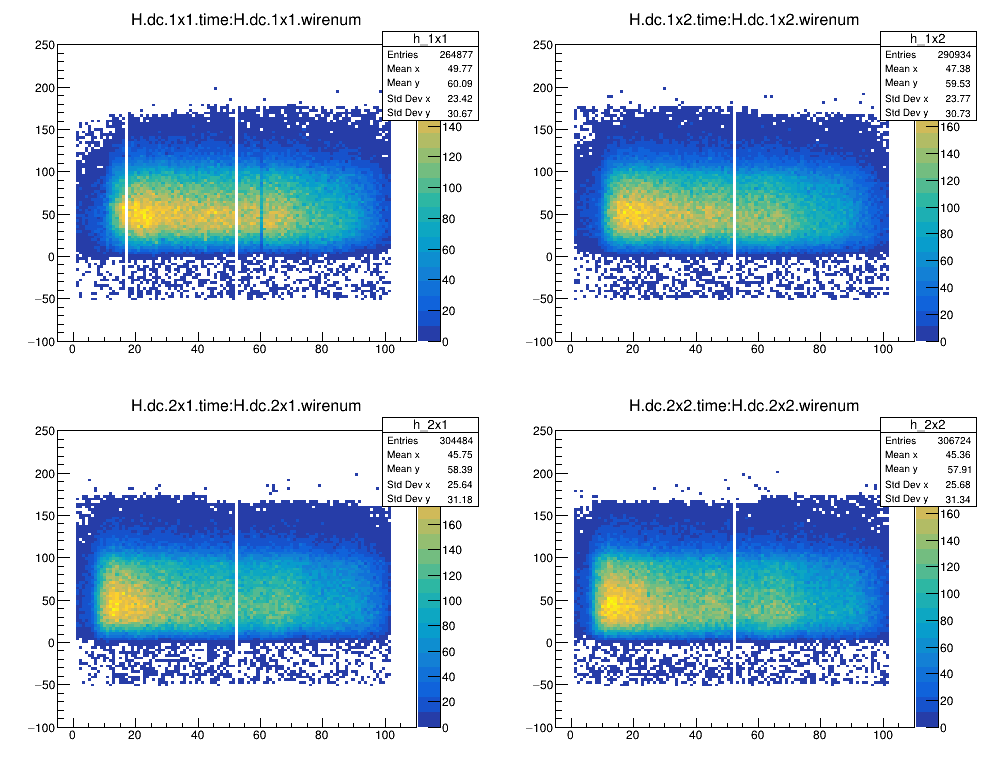 H.dc.1x1.time:H.dc.1x1.wirenum
h_1x1
Entries 264877
Mean x 49.77
Mean y 60.09
Std Dev x 23.42
Std Dev y 30.67
250
200
150
100
50
0
−50
−100
0 20 40 60 80 100
140
120
100
80
60
40
20
0
H.dc.1x2.time:H.dc.1x2.wirenum
h_1x2
Entries 290934
Mean x 47.38
Mean y 59.53
Std Dev x 23.77
Std Dev y 30.73
250
200
150
100
50
0
−50
−100
0 20 40 60 80 100
160
140
120
100
80
60
40
20
0
H.dc.2x1.time:H.dc.2x1.wirenum
h_2x1
Entries 304484
Mean x 45.75
Mean y 58.39
Std Dev x 25.64
Std Dev y 31.18
250
200
150
100
50
0
−50
−100
0 20 40 60 80 100
160
140
120
100
80
60
40
20
0
H.dc.2x2.time:H.dc.2x2.wirenum
h_2x2
Entries 306724
Mean x 45.36
Mean y 57.91
Std Dev x 25.68
Std Dev y 31.34
250
200
150
100
50
0
−50
−100
0 20 40 60 80 100
160
140
120
100
80
60
40
20
0